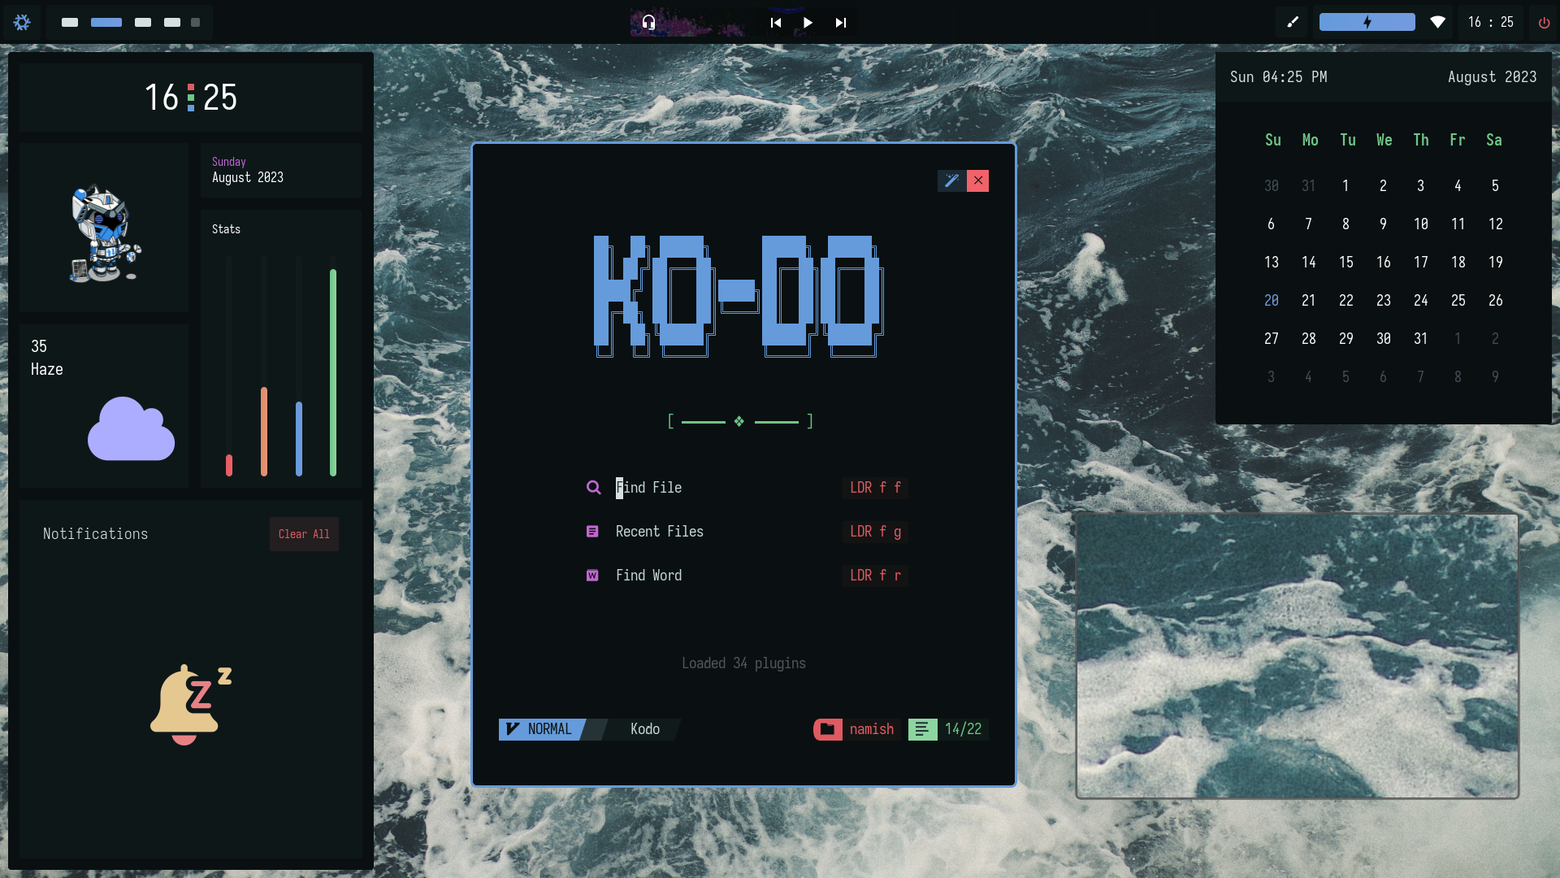 16 : 25
16:25
Sunday
August 2023
Stats
35
Haze
Notifications
Clear All
KO-DO
[ ─── ❖ ─── ]
Find File LDR f f
Recent Files LDR f g
Find Word LDR f r
Loaded 34 plugins
NORMAL Kodo namish 14/22
Sun 04:25 PM August 2023
Su Mo Tu We Th Fr Sa
30 31 1 2 3 4 5
6 7 8 9 10 11 12
13 14 15 16 17 18 19
20 21 22 23 24 25 26
27 28 29 30 31 1 2
3 4 5 6 7 8 9